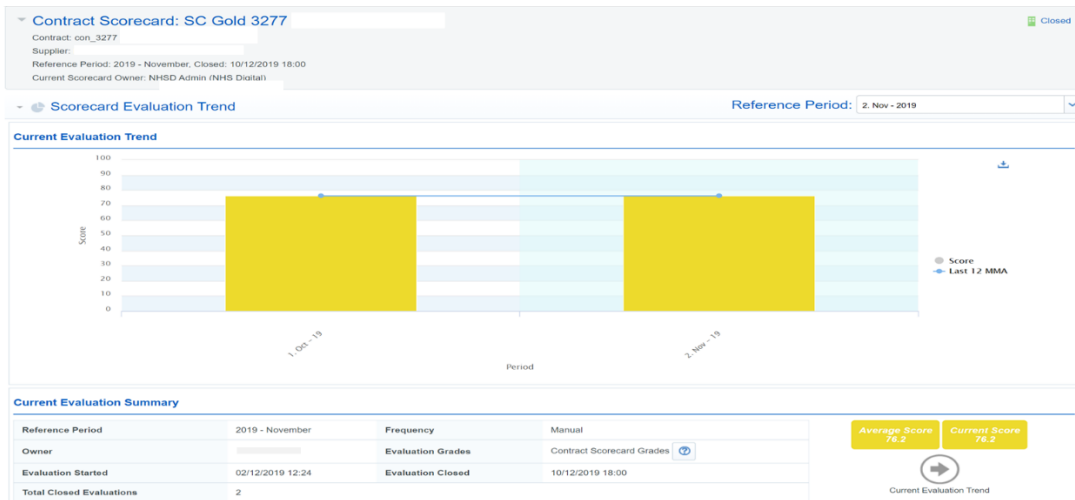 Contract Scorecard: SC Gold 3277
Closed
Contract: con_3277
Supplier:
Reference Period: 2019 - November, Closed: 10/12/2019 18:00
Current Scorecard Owner: NHSD Admin (NHS Digital)
Scorecard Evaluation Trend
Reference Period: 2. Nov - 2019
Current Evaluation Trend
100
90
80
70
60
50
40
30
20
10
0
Score
1. Oct - 19
2. Nov - 19
Period
Score
Last 12 MMA
Current Evaluation Summary
Reference Period 2019 - November Frequency Manual
Owner Evaluation Grades Contract Scorecard Grades ?
Evaluation Started 02/12/2019 12:24 Evaluation Closed 10/12/2019 18:00
Total Closed Evaluations 2
Average Score
76.2
Current Score
76.2
Current Evaluation Trend